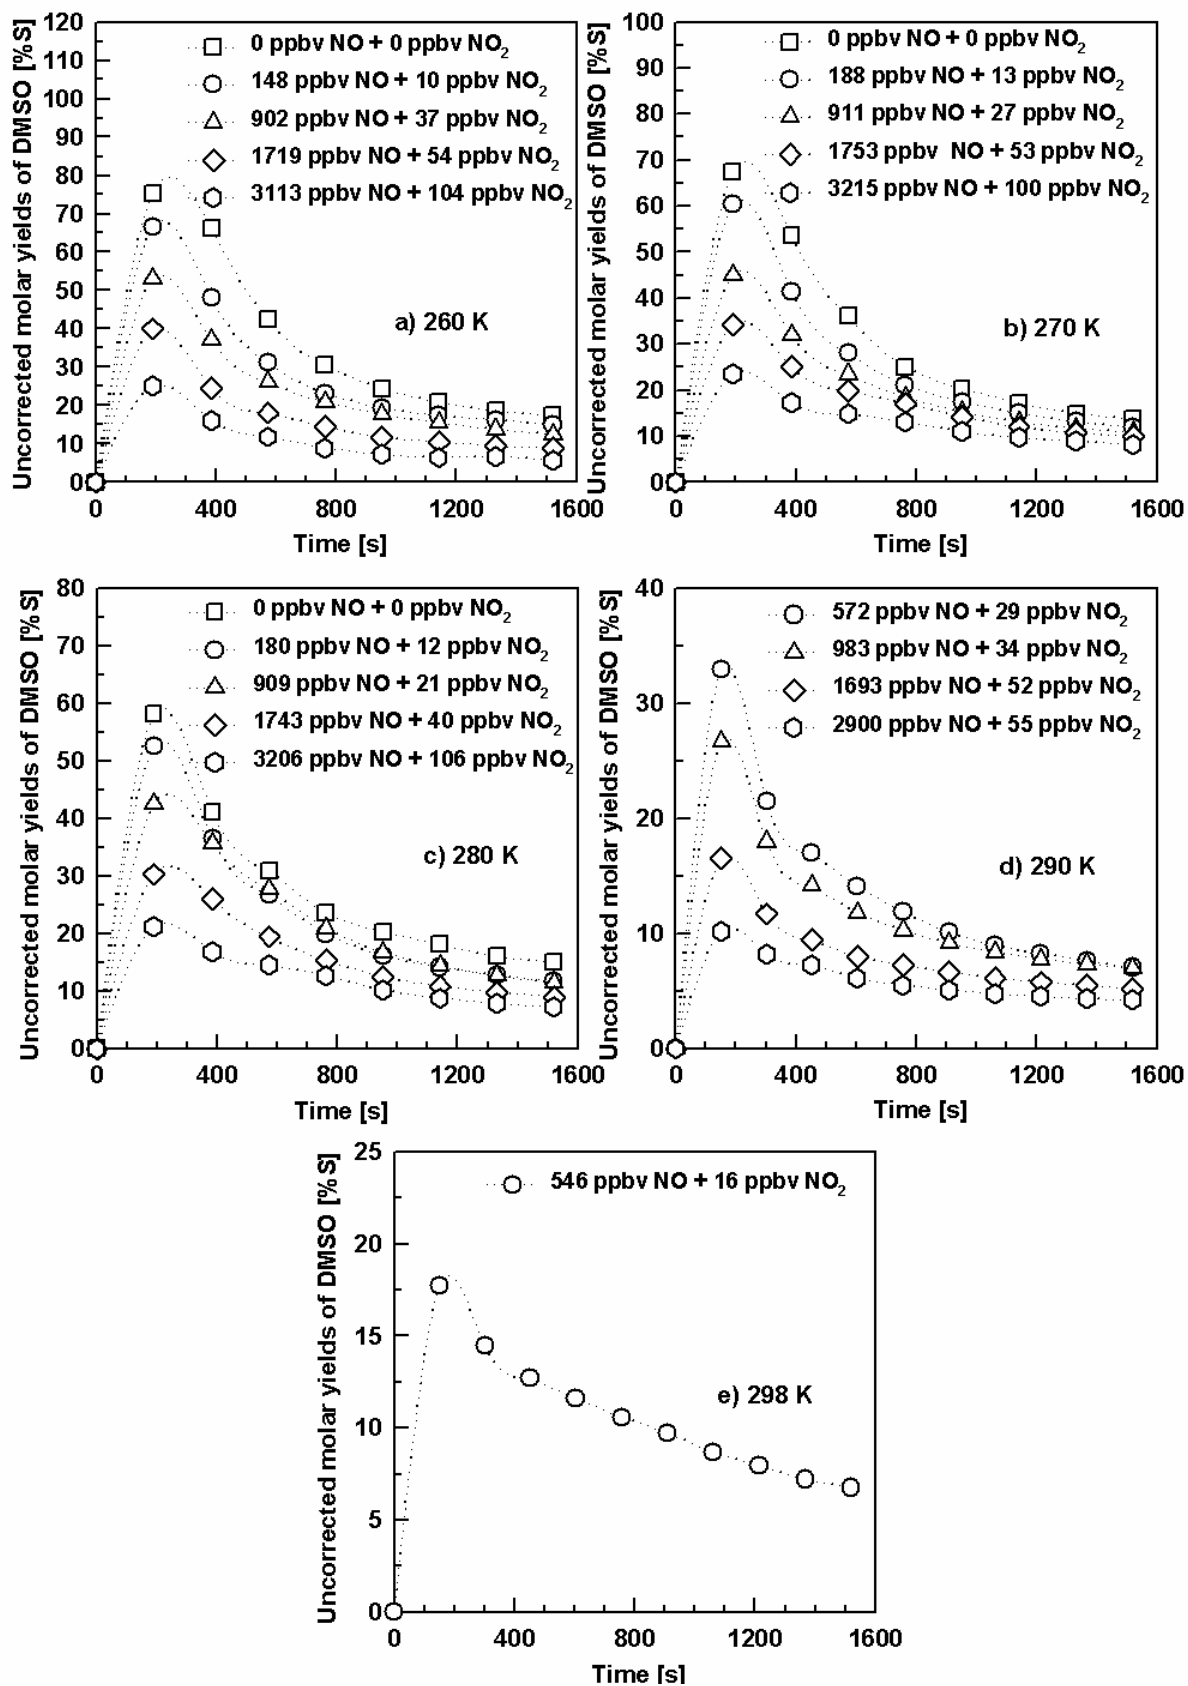 Uncorrected molar yields of DMSO [%S]
120
110
100
90
80
70
60
50
40
30
20
10
0
0 ppbv NO + 0 ppbv NO₂
148 ppbv NO + 10 ppbv NO₂
902 ppbv NO + 37 ppbv NO₂
1719 ppbv NO + 54 ppbv NO₂
3113 ppbv NO + 104 ppbv NO₂
a) 260 K
0 400 800 1200 1600
Time [s]
Uncorrected molar yields of DMSO [%S]
100
90
80
70
60
50
40
30
20
10
0
0 ppbv NO + 0 ppbv NO₂
188 ppbv NO + 13 ppbv NO₂
911 ppbv NO + 27 ppbv NO₂
1753 ppbv NO + 53 ppbv NO₂
3215 ppbv NO + 100 ppbv NO₂
b) 270 K
0 400 800 1200 1600
Time [s]
Uncorrected molar yields of DMSO [%S]
80
70
60
50
40
30
20
10
0
0 ppbv NO + 0 ppbv NO₂
180 ppbv NO + 12 ppbv NO₂
909 ppbv NO + 21 ppbv NO₂
1743 ppbv NO + 40 ppbv NO₂
3206 ppbv NO + 106 ppbv NO₂
c) 280 K
0 400 800 1200 1600
Time [s]
Uncorrected molar yields of DMSO [%S]
40
30
20
10
0
572 ppbv NO + 29 ppbv NO₂
983 ppbv NO + 34 ppbv NO₂
1693 ppbv NO + 52 ppbv NO₂
2900 ppbv NO + 55 ppbv NO₂
d) 290 K
0 400 800 1200 1600
Time [s]
Uncorrected molar yields of DMSO [%S]
25
20
15
10
5
0
546 ppbv NO + 16 ppbv NO₂
e) 298 K
0 400 800 1200 1600
Time [s]